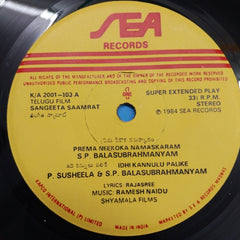 SEA
RECORDS
ALL RIGHTS OF THE MANUFACTURER AND OF THE OWNER OF THE RECORDED WORK RESERVED
UNAUTHORISED PUBLIC PERFORMANCE BROADCASTING AND COPYING OF THIS RECORD PROHIBITED
K/A 2001-103 A
TELUGU FILM
SANGEETA SAAMRAT
SUPER EXTENDED PLAY
33⅓ R.P.M.
STEREO
℗ 1984 SEA RECORDS
PREMA NEEKOKA NAMASKARAM
S.P. BALASUBRAHMANYAM
IDHI KANNULU PALIKE
P. SUSHEELA & S.P. BALASUBRAHMANYAM
LYRICS: RAJASREE
MUSIC: RAMESH NAIDU
SHYAMALA FILMS
MADE IN INDIA